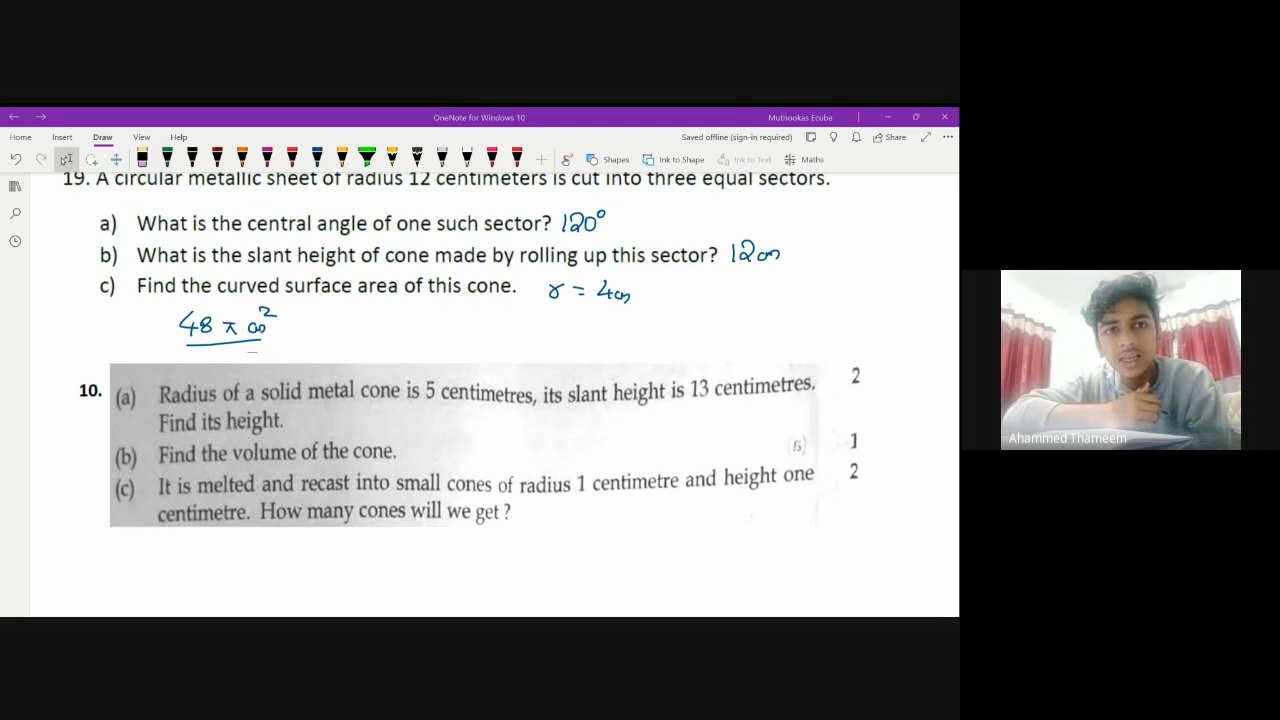 OneNote for Windows 10
Muthookas Ecube
Home Insert Draw View Help
Saved offline (sign-in required) Share
Shapes Ink to Shape Ink to Text Maths
19. A circular metallic sheet of radius 12 centimeters is cut into three equal sectors.
a) What is the central angle of one such sector? 120°
b) What is the slant height of cone made by rolling up this sector? 12cm
c) Find the curved surface area of this cone. r = 4cm
48 π cm²
10. (a) Radius of a solid metal cone is 5 centimetres, its slant height is 13 centimetres. 2
Find its height.
(b) Find the volume of the cone. 1
(c) It is melted and recast into small cones of radius 1 centimetre and height one 2
centimetre. How many cones will we get ?
Ahammed Thameem